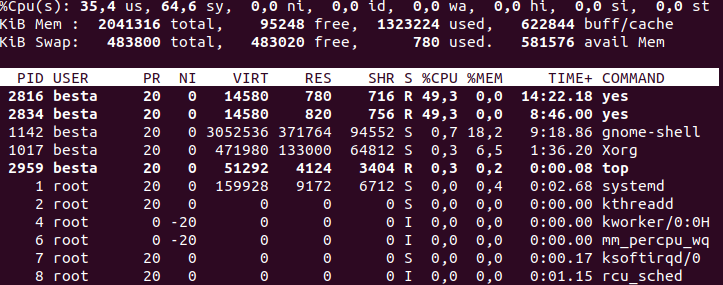 %Cpu(s): 35,4 us, 64,6 sy, 0,0 ni, 0,0 id, 0,0 wa, 0,0 hi, 0,0 si, 0,0 st
KiB Mem : 2041316 total, 95248 free, 1323224 used, 622844 buff/cache
KiB Swap: 483800 total, 483020 free, 780 used. 581576 avail Mem
PID USER PR NI VIRT RES SHR S %CPU %MEM TIME+ COMMAND
2816 besta 20 0 14580 780 716 R 49,3 0,0 14:22.18 yes
2834 besta 20 0 14580 820 756 R 49,3 0,0 8:46.00 yes
1142 besta 20 0 3052536 371764 94552 S 0,7 18,2 9:18.86 gnome-shell
1017 besta 20 0 471980 133000 64812 S 0,3 6,5 1:36.20 Xorg
2959 besta 20 0 51292 4124 3404 R 0,3 0,2 0:00.08 top
1 root 20 0 159928 9172 6712 S 0,0 0,4 0:02.68 systemd
2 root 20 0 0 0 0 S 0,0 0,0 0:00.00 kthreadd
4 root 0 -20 0 0 0 I 0,0 0,0 0:00.00 kworker/0:0H
6 root 0 -20 0 0 0 I 0,0 0,0 0:00.00 mm_percpu_wq
7 root 20 0 0 0 0 S 0,0 0,0 0:00.17 ksoftirqd/0
8 root 20 0 0 0 0 I 0,0 0,0 0:01.15 rcu_sched